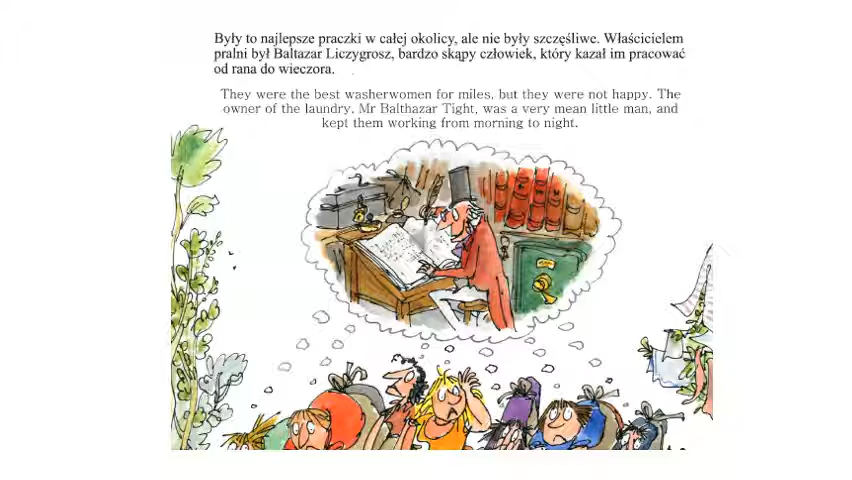 Były to najlepsze praczki w całej okolicy, ale nie były szczęśliwe. Właścicielem
pralni był Baltazar Liczygrosz, bardzo skąpy człowiek, który kazał im pracować
od rana do wieczora.
They were the best washerwomen for miles, but they were not happy. The
owner of the laundry, Mr Balthazar Tight, was a very mean little man, and
kept them working from morning to night.